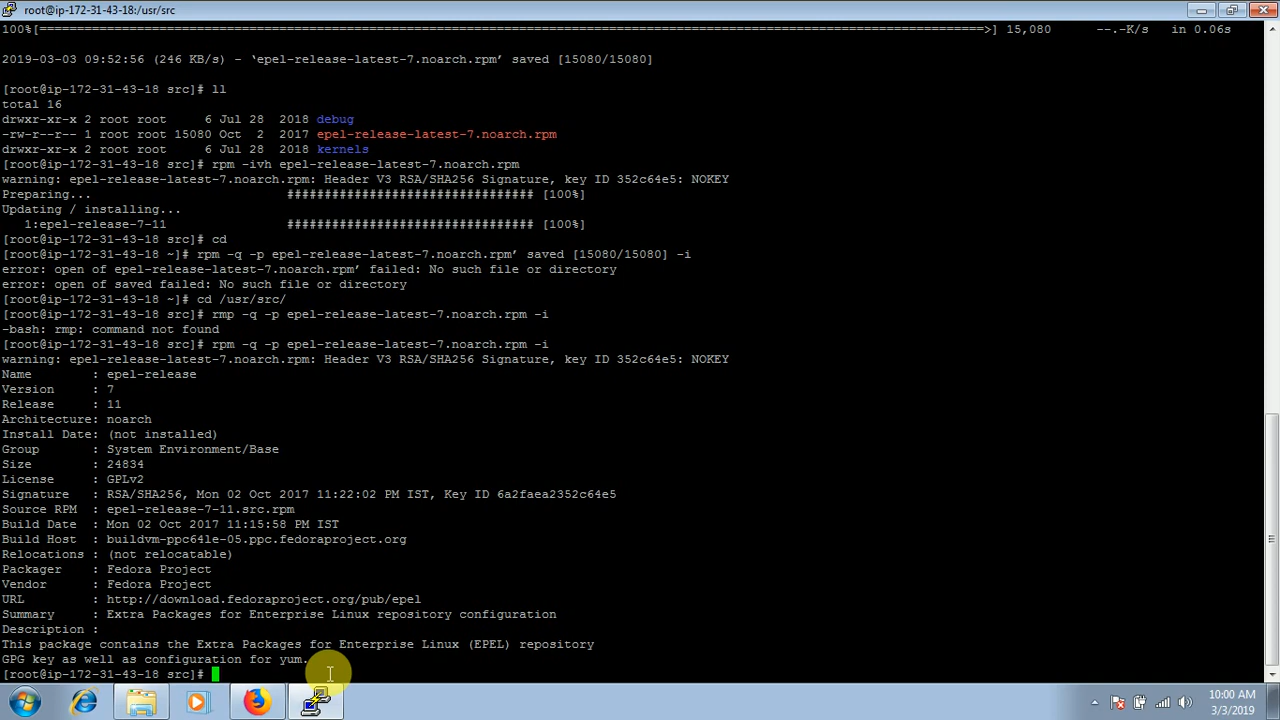 root@ip-172-31-43-18:/usr/src
100%[==============================================================================================================================>] 15,080      --.-K/s   in 0.06s
2019-03-03 09:52:56 (246 KB/s) - ‘epel-release-latest-7.noarch.rpm’ saved [15080/15080]
[root@ip-172-31-43-18 src]# ll
total 16
drwxr-xr-x 2 root root     6 Jul 28  2018 debug
-rw-r--r-- 1 root root 15080 Oct  2  2017 epel-release-latest-7.noarch.rpm
drwxr-xr-x 2 root root     6 Jul 28  2018 kernels
[root@ip-172-31-43-18 src]# rpm -ivh epel-release-latest-7.noarch.rpm
warning: epel-release-latest-7.noarch.rpm: Header V3 RSA/SHA256 Signature, key ID 352c64e5: NOKEY
Preparing...                          ################################# [100%]
Updating / installing...
   1:epel-release-7-11                ################################# [100%]
[root@ip-172-31-43-18 src]# cd
[root@ip-172-31-43-18 ~]# rpm -q -p epel-release-latest-7.noarch.rpm’ saved [15080/15080] -i
error: open of epel-release-latest-7.noarch.rpm’ failed: No such file or directory
error: open of saved failed: No such file or directory
[root@ip-172-31-43-18 ~]# cd /usr/src/
[root@ip-172-31-43-18 src]# rmp -q -p epel-release-latest-7.noarch.rpm -i
-bash: rmp: command not found
[root@ip-172-31-43-18 src]# rpm -q -p epel-release-latest-7.noarch.rpm -i
warning: epel-release-latest-7.noarch.rpm: Header V3 RSA/SHA256 Signature, key ID 352c64e5: NOKEY
Name        : epel-release
Version     : 7
Release     : 11
Architecture: noarch
Install Date: (not installed)
Group       : System Environment/Base
Size        : 24834
License     : GPLv2
Signature   : RSA/SHA256, Mon 02 Oct 2017 11:22:02 PM IST, Key ID 6a2faea2352c64e5
Source RPM  : epel-release-7-11.src.rpm
Build Date  : Mon 02 Oct 2017 11:15:58 PM IST
Build Host  : buildvm-ppc64le-05.ppc.fedoraproject.org
Relocations : (not relocatable)
Packager    : Fedora Project
Vendor      : Fedora Project
URL         : http://download.fedoraproject.org/pub/epel
Summary     : Extra Packages for Enterprise Linux repository configuration
Description :
This package contains the Extra Packages for Enterprise Linux (EPEL) repository
GPG key as well as configuration for yum.
[root@ip-172-31-43-18 src]#
10:00 AM
3/3/2019